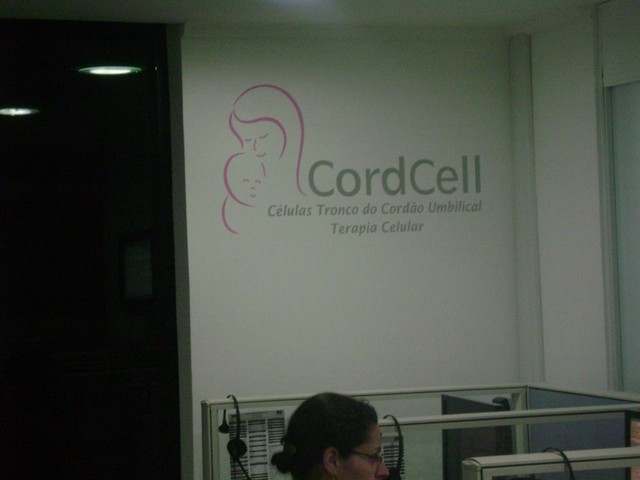 CordCell
Células Tronco do Cordão Umbilical
Terapia Celular